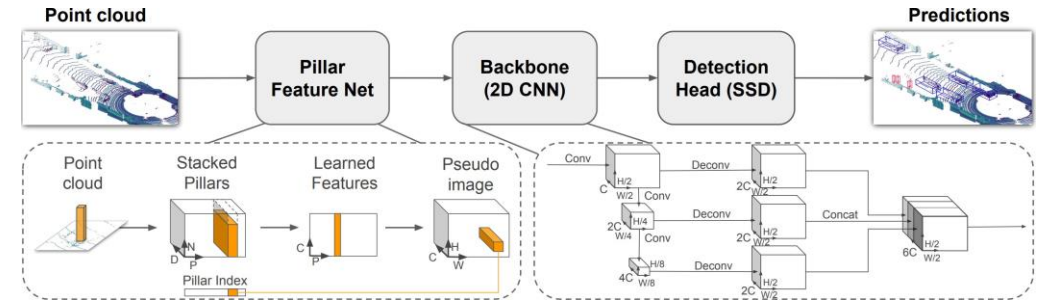 Point cloud
Predictions
Pillar
Feature Net
Backbone
(2D CNN)
Detection
Head (SSD)
Point
cloud
Stacked
Pillars
Learned
Features
Pseudo
image
D
N
P
C
P
C
H
W
Pillar Index
Conv
C
H/2
W/2
Deconv
2C
H/2
W/2
Conv
2C
H/4
W/4
Deconv
2C
H/2
W/2
Concat
Conv
4C
H/8
W/8
Deconv
2C
H/2
W/2
6C
H/2
W/2